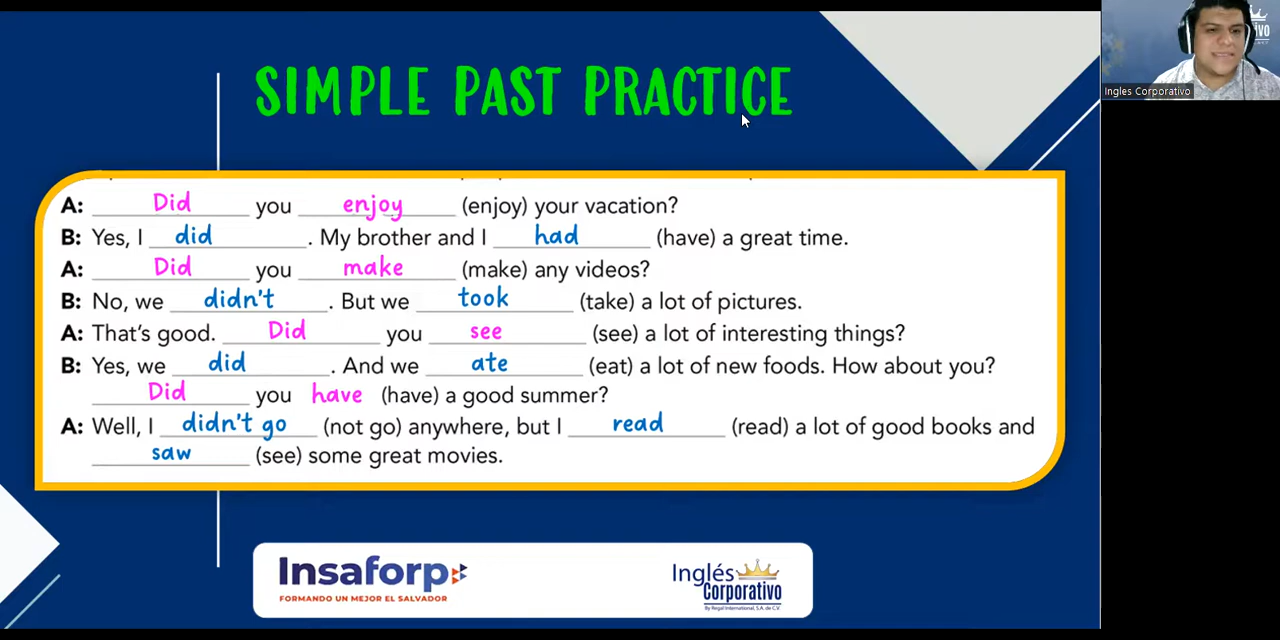 SIMPLE PAST PRACTICE
A: Did you enjoy (enjoy) your vacation?
B: Yes, I did. My brother and I had (have) a great time.
A: Did you make (make) any videos?
B: No, we didn't. But we took (take) a lot of pictures.
A: That's good. Did you see (see) a lot of interesting things?
B: Yes, we did. And we ate (eat) a lot of new foods. How about you?
Did you have (have) a good summer?
A: Well, I didn't go (not go) anywhere, but I read (read) a lot of good books and
saw (see) some great movies.
Insaforp
FORMANDO UN MEJOR EL SALVADOR
Inglés
Corporativo
By Regal International, S.A. de C.V.
Ingles Corporativo